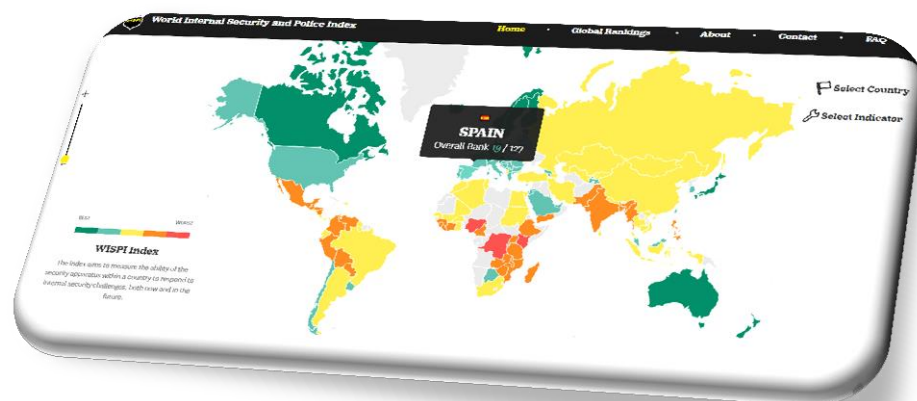 World Internal Security and Police Index
Home · Global Rankings · About · Contact · FAQ
Select Country
Select Indicator
SPAIN
Overall Rank 19 / 127
BEST WORST
WISPI Index
The index aims to measure the ability of the
security apparatus within a country to respond to
internal security challenges, both now and in the
future.